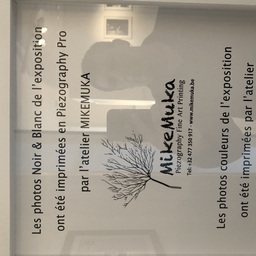 Les photos Noir & Blanc de l'exposition
ont été imprimées en Piezography Pro
par l'atelier MIKEMUKA
MikeMuka
Piezography Fine Art Printing
Tel +32 477 310 917 - www.mikemuka.be
Les photos couleurs de l'exposition
ont été imprimées par l'atelier